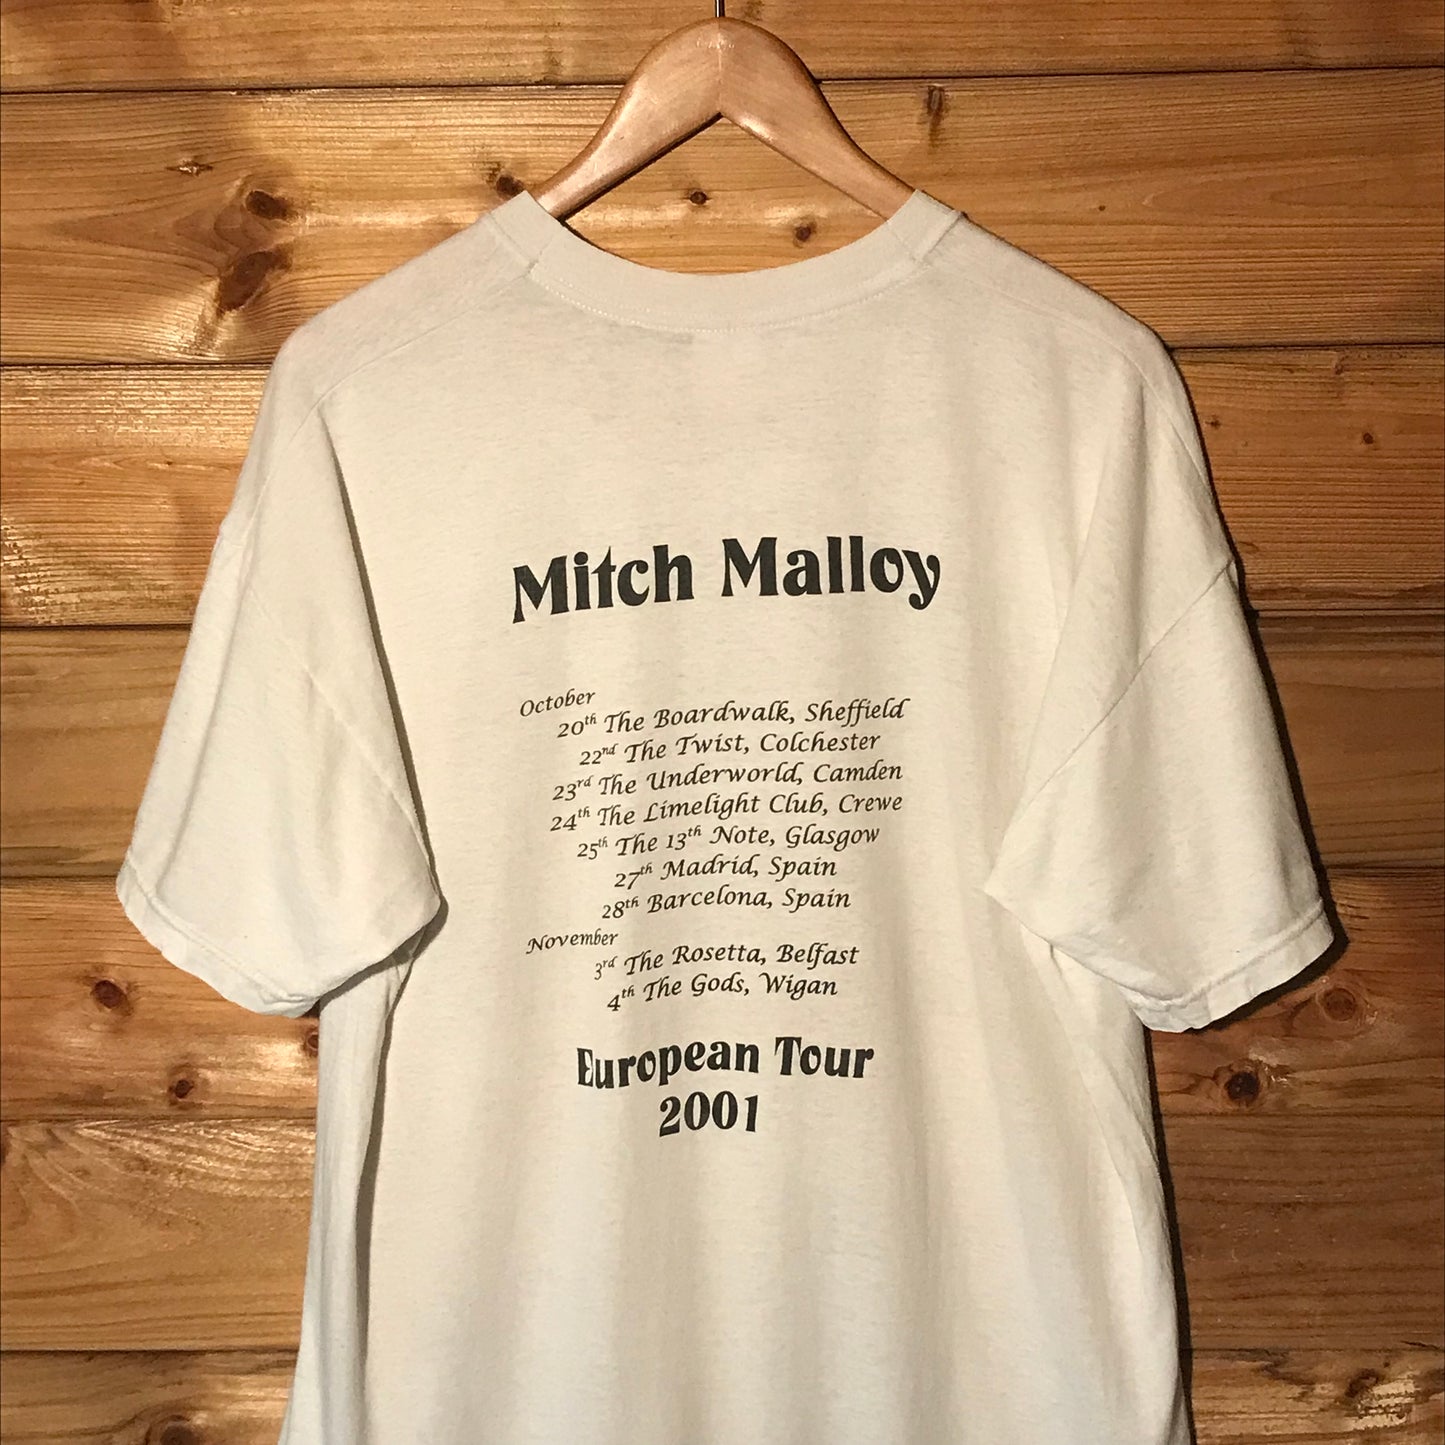 Mitch Malloy
October
20th The Boardwalk, Sheffield
22nd The Twist, Colchester
23rd The Underworld, Camden
24th The Limelight Club, Crewe
25th The 13th Note, Glasgow
27th Madrid, Spain
28th Barcelona, Spain
November
3rd The Rosetta, Belfast
4th The Gods, Wigan
European Tour
2001